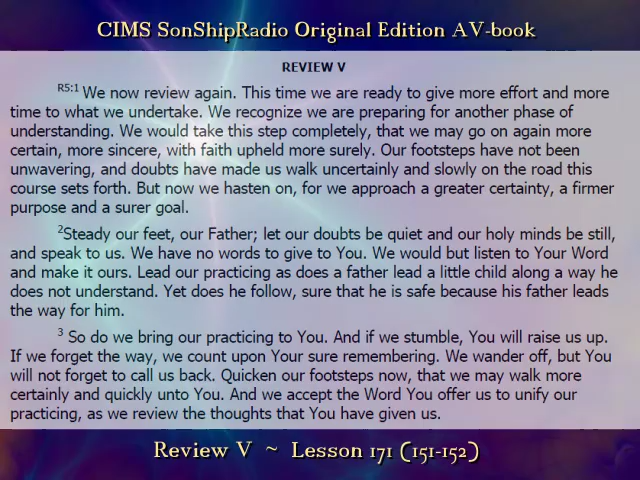 CIMS SonShipRadio Original Edition AV-book
REVIEW V
R5:1 We now review again. This time we are ready to give more effort and more
time to what we undertake. We recognize we are preparing for another phase of
understanding. We would take this step completely, that we may go on again more
certain, more sincere, with faith upheld more surely. Our footsteps have not been
unwavering, and doubts have made us walk uncertainly and slowly on the road this
course sets forth. But now we hasten on, for we approach a greater certainty, a firmer
purpose and a surer goal.
2Steady our feet, our Father; let our doubts be quiet and our holy minds be still,
and speak to us. We have no words to give to You. We would but listen to Your Word
and make it ours. Lead our practicing as does a father lead a little child along a way he
does not understand. Yet does he follow, sure that he is safe because his father leads
the way for him.
3 So do we bring our practicing to You. And if we stumble, You will raise us up.
If we forget the way, we count upon Your sure remembering. We wander off, but You
will not forget to call us back. Quicken our footsteps now, that we may walk more
certainly and quickly unto You. And we accept the Word You offer us to unify our
practicing, as we review the thoughts that You have given us.
Review V ~ Lesson 171 (151-152)